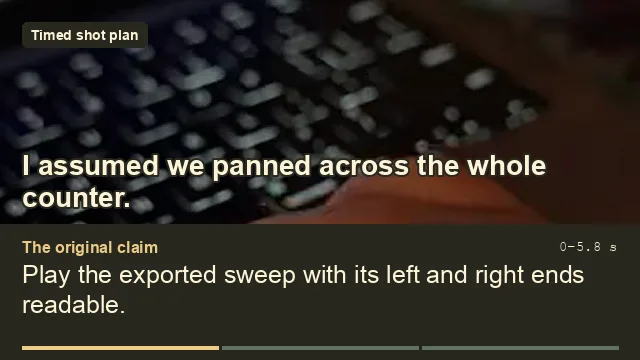 Timed shot plan
I assumed we panned across the whole
counter.
The original claim
0–5.8 s
Play the exported sweep with its left and right ends
readable.